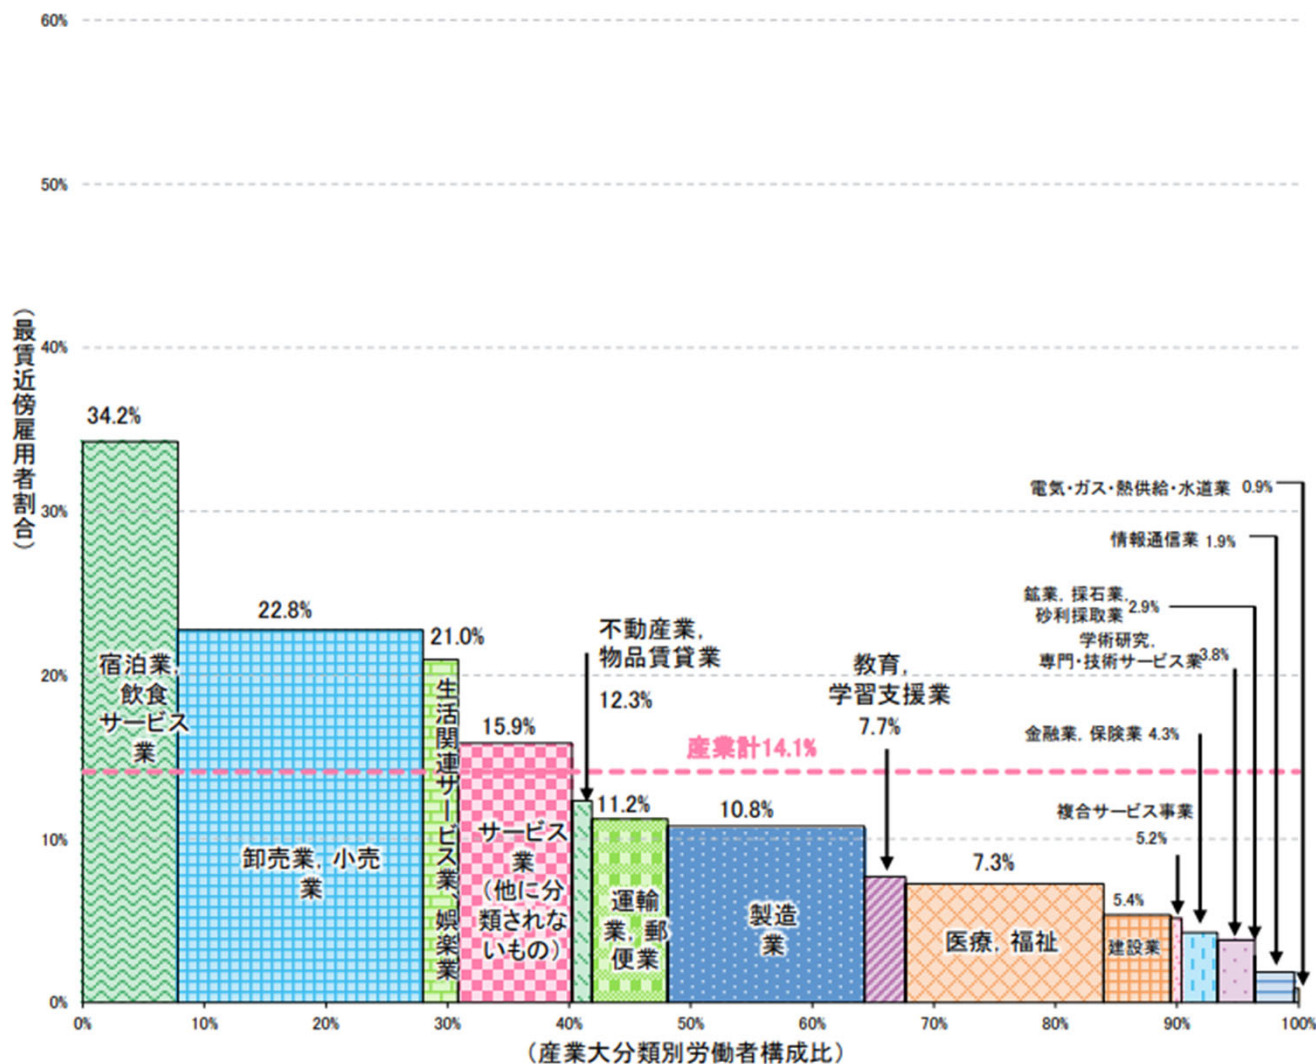 60%
50%
40%
30%
20%
10%
0%
（最賃近傍雇用者割合）
34.2%
宿泊業,
飲食
サービス
業
22.8%
卸売業, 小売
業
21.0%
生活関連サービス業、娯楽業
15.9%
サービス
業
（他に分
類されな
いもの）
不動産業,
物品賃貸業
12.3%
11.2%
運輸
業, 郵
便業
産業計14.1%
10.8%
製造
業
教育,
学習支援業
7.7%
7.3%
医療, 福祉
5.4%
建設業
複合サービス事業
5.2%
金融業, 保険業 4.3%
学術研究,
専門・技術サービス業 3.8%
鉱業, 採石業,
砂利採取業 2.9%
情報通信業 1.9%
電気・ガス・熱供給・水道業 0.9%
0% 10% 20% 30% 40% 50% 60% 70% 80% 90% 100%
（産業大分類別労働者構成比）